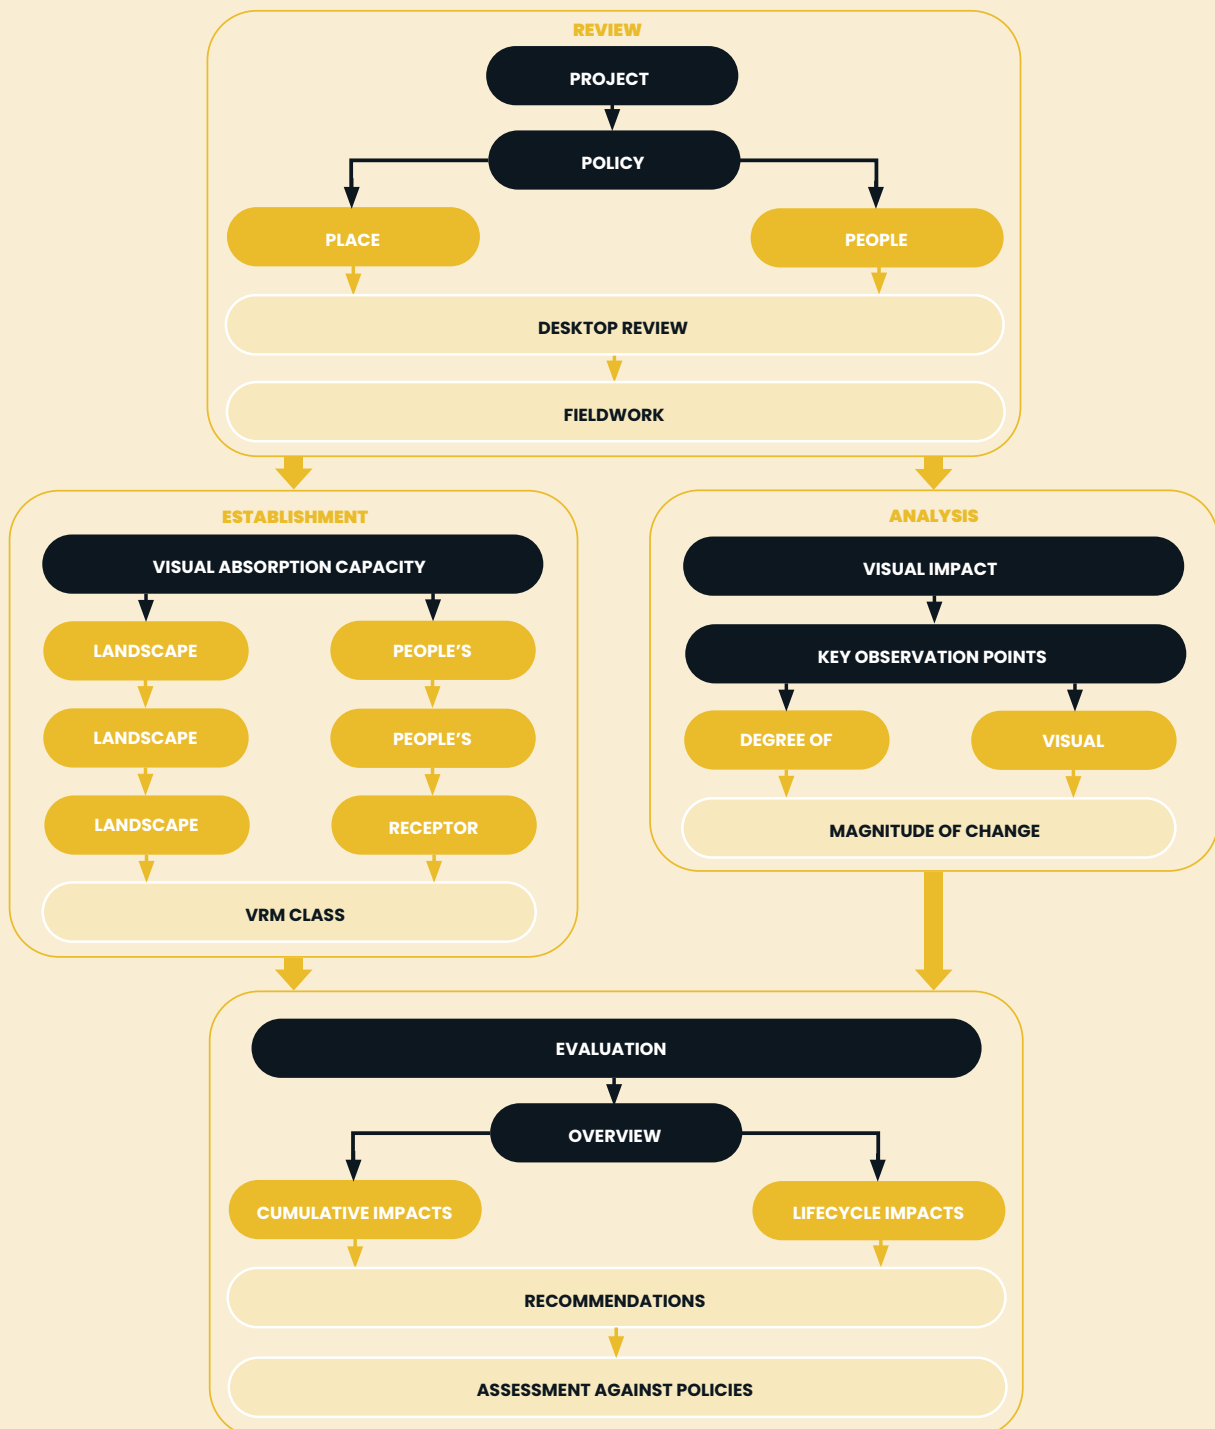 REVIEW
PROJECT
POLICY
PLACE
PEOPLE
DESKTOP REVIEW
FIELDWORK
ESTABLISHMENT
VISUAL ABSORPTION CAPACITY
LANDSCAPE
PEOPLE'S
LANDSCAPE
PEOPLE'S
LANDSCAPE
RECEPTOR
VRM CLASS
ANALYSIS
VISUAL IMPACT
KEY OBSERVATION POINTS
DEGREE OF
VISUAL
MAGNITUDE OF CHANGE
EVALUATION
OVERVIEW
CUMULATIVE IMPACTS
LIFECYCLE IMPACTS
RECOMMENDATIONS
ASSESSMENT AGAINST POLICIES